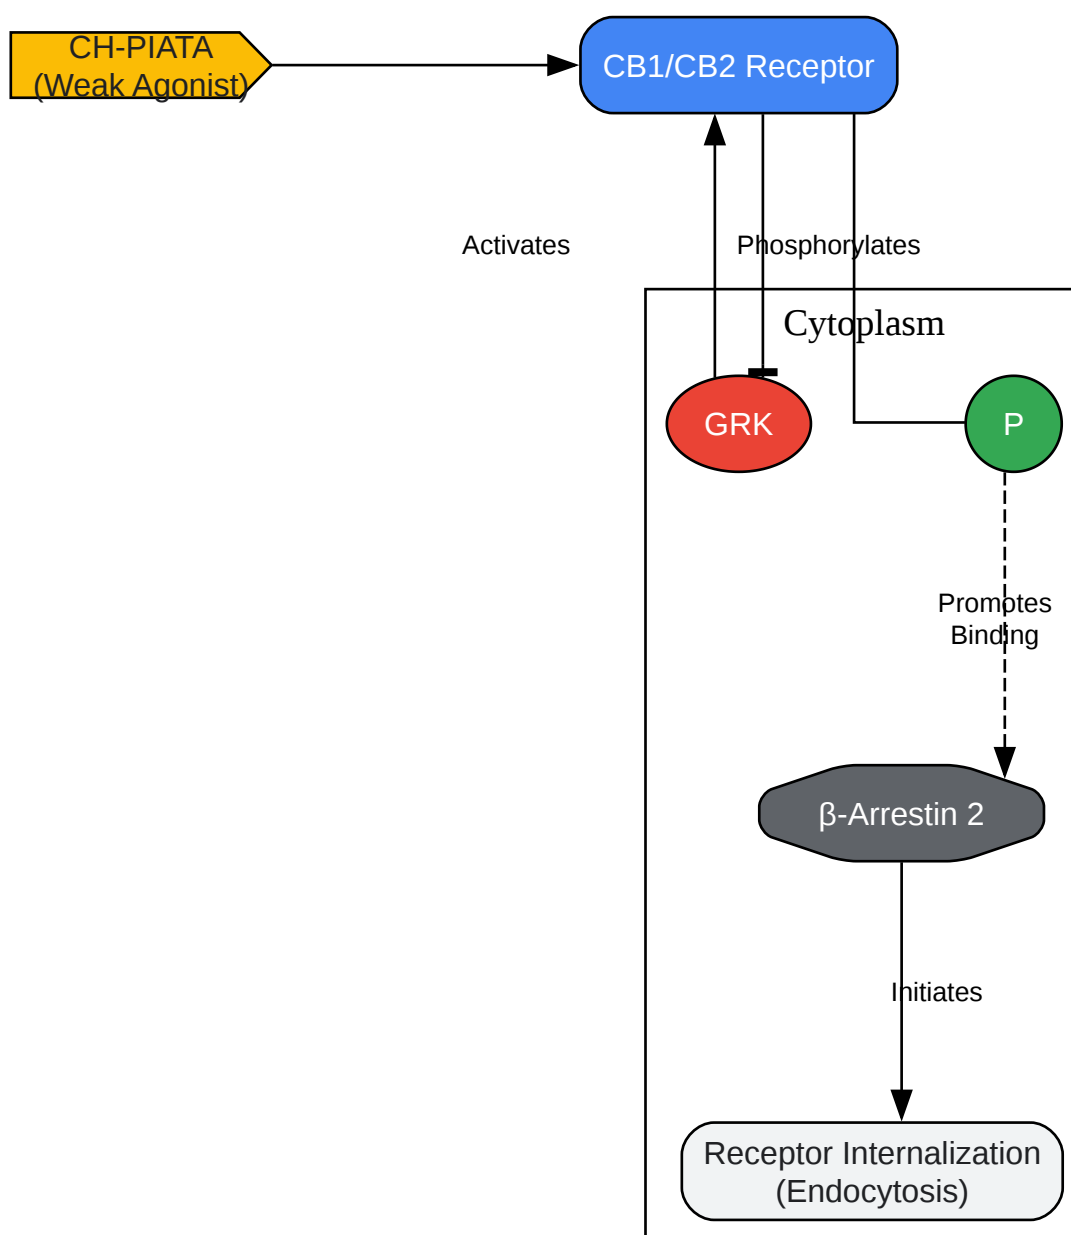 CH-PIATA
(Weak Agonist)
CB1/CB2 Receptor
Activates
Phosphorylates
Cytoplasm
GRK
P
Promotes
Binding
β-Arrestin 2
Initiates
Receptor Internalization
(Endocytosis)